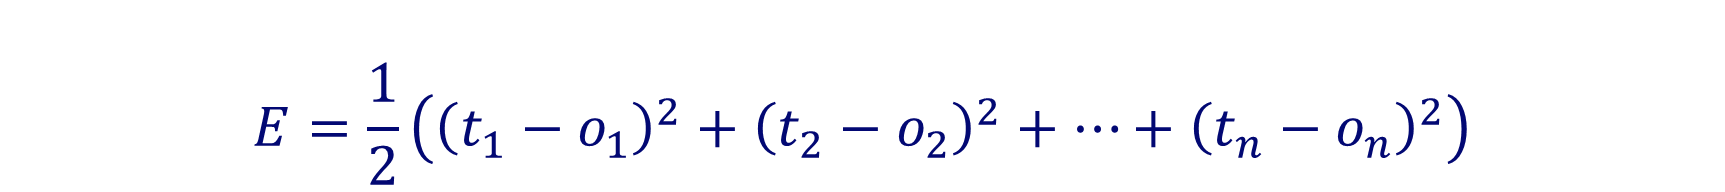 E = 1/2 ((t₁ − o₁)² + (t₂ − o₂)² + ⋯ + (tₙ − oₙ)²)